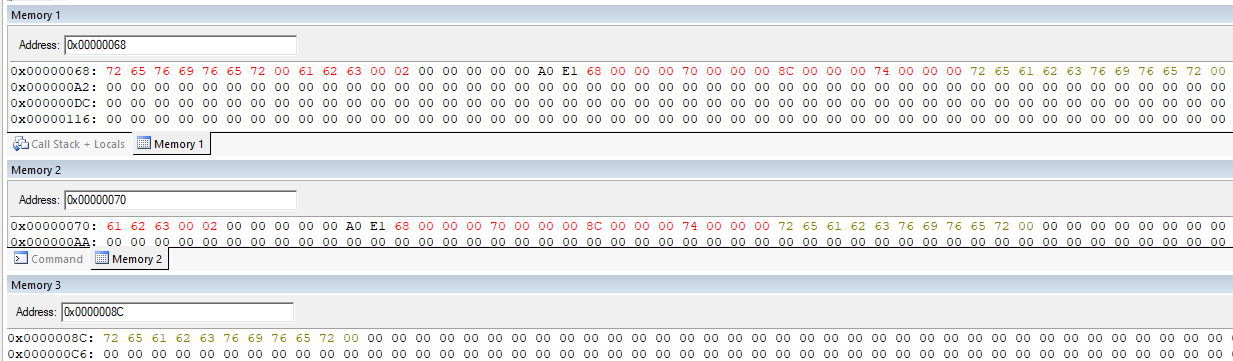 Memory 1
Address: 0x00000068
0x00000068: 72 65 76 69 76 65 72 00 61 62 63 00 02 00 00 00 00 00 A0 E1 68 00 00 00 70 00 00 00 8C 00 00 00 74 00 00 00 72 65 61 62 63 76 69 76 65 72 00
0x000000A2: 00 00 00 00 00 00 00 00 00 00 00 00 00 00 00 00 00 00 00 00 00 00 00 00 00 00 00 00 00 00 00 00 00 00 00 00 00 00 00 00 00 00 00 00 00 00 00
0x000000DC: 00 00 00 00 00 00 00 00 00 00 00 00 00 00 00 00 00 00 00 00 00 00 00 00 00 00 00 00 00 00 00 00 00 00 00 00 00 00 00 00 00 00 00 00 00 00 00
0x00000116: 00 00 00 00 00 00 00 00 00 00 00 00 00 00 00 00 00 00 00 00 00 00 00 00 00 00 00 00 00 00 00 00 00 00 00 00 00 00 00 00 00 00 00 00 00 00 00
Call Stack + Locals Memory 1
Memory 2
Address: 0x00000070
0x00000070: 61 62 63 00 02 00 00 00 00 00 A0 E1 68 00 00 00 70 00 00 00 8C 00 00 00 74 00 00 00 72 65 61 62 63 76 69 76 65 72 00 00 00 00 00 00 00 00 00
0x000000AA: 00 00 00 00 00 00 00 00 00 00 00 00 00 00 00 00 00 00 00 00 00 00 00 00 00 00 00 00 00 00 00 00 00 00 00 00 00 00 00 00 00 00 00 00 00 00 00
Command Memory 2
Memory 3
Address: 0x0000008C
0x0000008C: 72 65 61 62 63 76 69 76 65 72 00 00 00 00 00 00 00 00 00 00 00 00 00 00 00 00 00 00 00 00 00 00 00 00 00 00 00 00 00 00 00 00 00 00 00 00 00
0x000000C6: 00 00 00 00 00 00 00 00 00 00 00 00 00 00 00 00 00 00 00 00 00 00 00 00 00 00 00 00 00 00 00 00 00 00 00 00 00 00 00 00 00 00 00 00 00 00 00